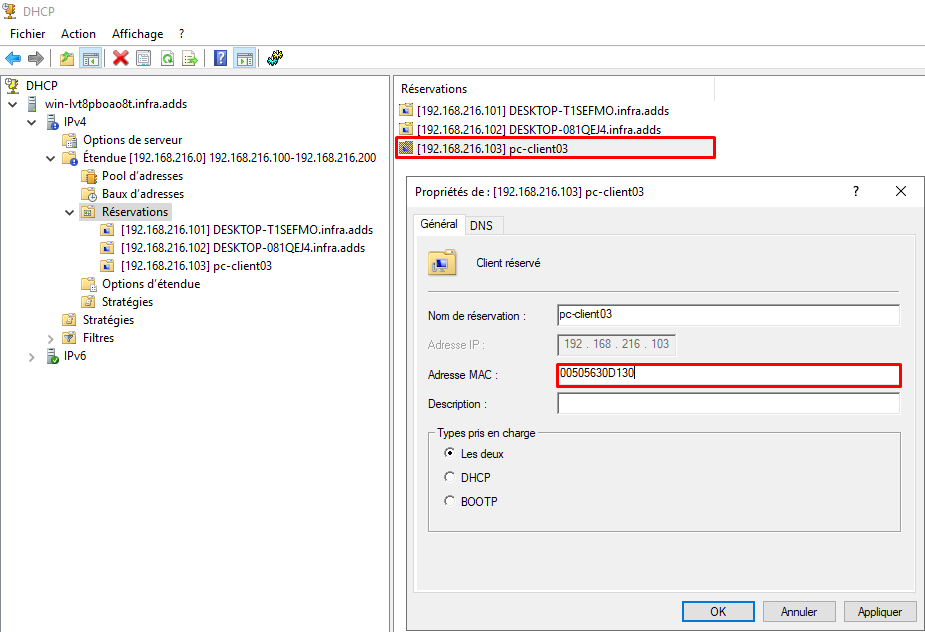 DHCP
Fichier Action Affichage ?
DHCP
win-lvt8pboao8t.infra.adds
IPv4
Options de serveur
Étendue [192.168.216.0] 192.168.216.100-192.168.216.200
Pool d'adresses
Baux d'adresses
Réservations
[192.168.216.101] DESKTOP-T1SEFMO.infra.adds
[192.168.216.102] DESKTOP-081QEJ4.infra.adds
[192.168.216.103] pc-client03
Options d'étendue
Stratégies
Stratégies
Filtres
IPv6
Réservations
[192.168.216.101] DESKTOP-T1SEFMO.infra.adds
[192.168.216.102] DESKTOP-081QEJ4.infra.adds
[192.168.216.103] pc-client03
Propriétés de : [192.168.216.103] pc-client03 ?
Général DNS
Client réservé
Nom de réservation : pc-client03
Adresse IP : 192 . 168 . 216 . 103
Adresse MAC : 00505630D130
Description :
Types pris en charge
Les deux
DHCP
BOOTP
OK Annuler Appliquer